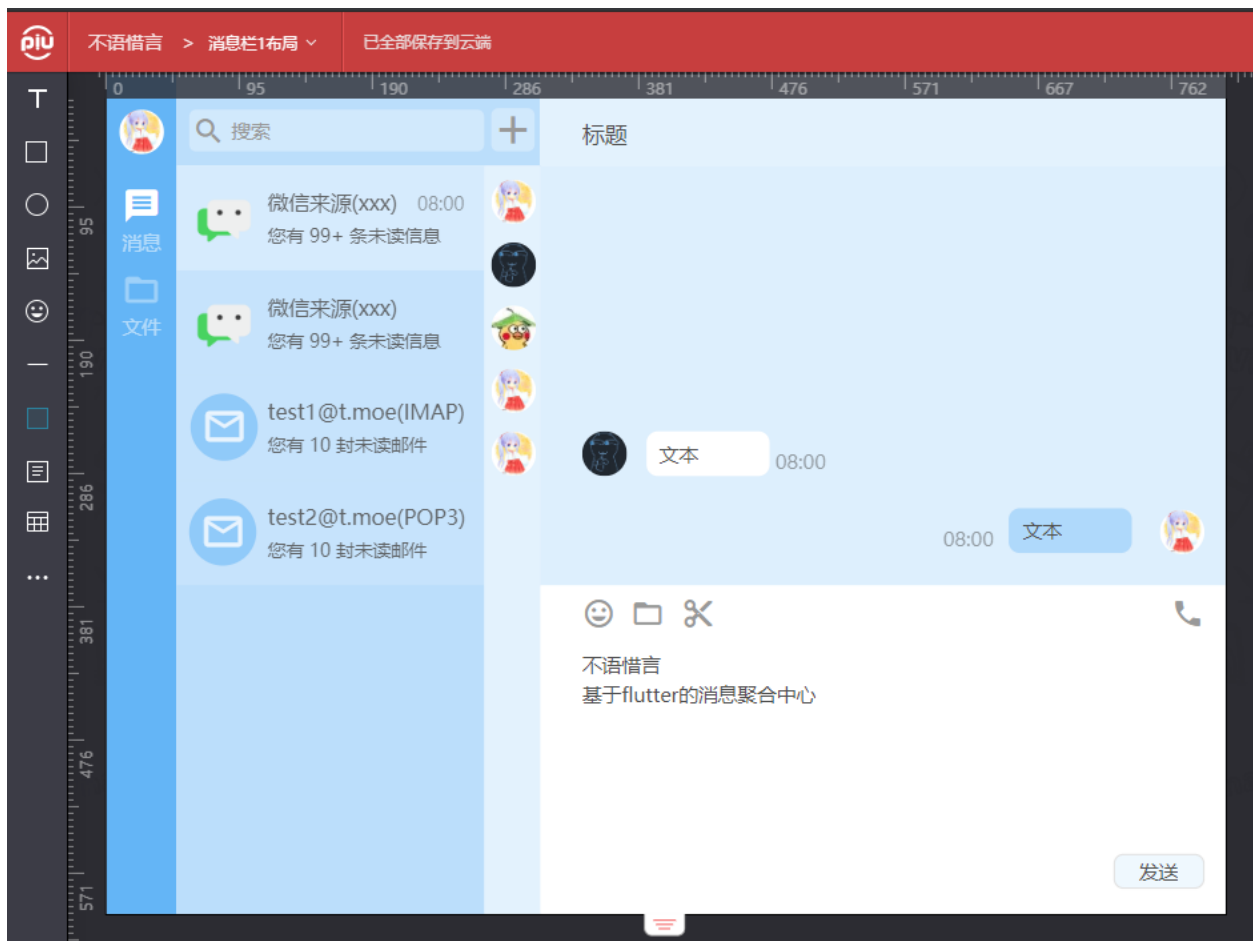 piu 不语惜言 > 消息栏1布局 已全部保存到云端
0 95 190 286 381 476 571 667 762
95
190
286
381
476
571
搜索
标题
消息
文件
微信来源(xxx) 08:00
您有 99+ 条未读信息
微信来源(xxx)
您有 99+ 条未读信息
test1@t.moe(IMAP)
您有 10 封未读邮件
test2@t.moe(POP3)
您有 10 封未读邮件
文本 08:00
08:00 文本
不语惜言
基于flutter的消息聚合中心
发送